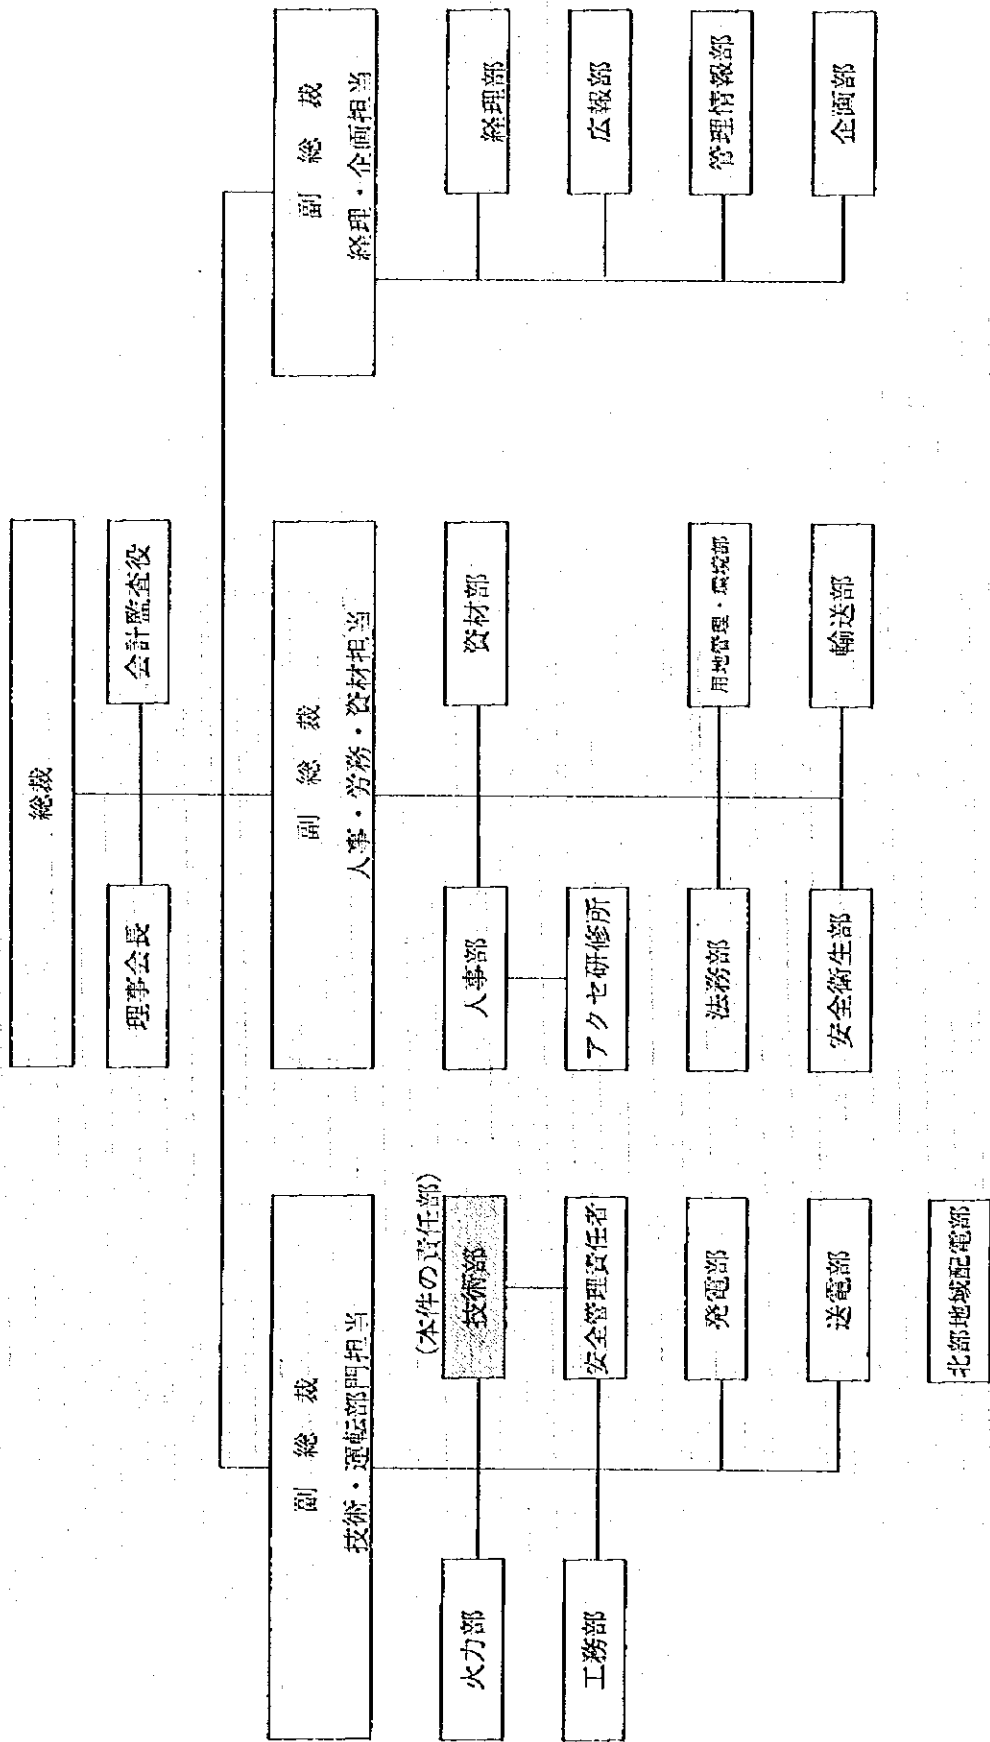 総裁
理事会長
会計監査役
副 総 裁
技術・運転部門担当
副 総 裁
人事・労務・資材担当
副 総 裁
経理・企画担当
(本件の責任部)
火力部
技術部
工務部
安全管理責任者
発電部
送電部
北部地域配電部
人事部
資材部
アクセ研修所
法務部
用地管理・環境部
安全衛生部
輸送部
経理部
広報部
管理情報部
企画部